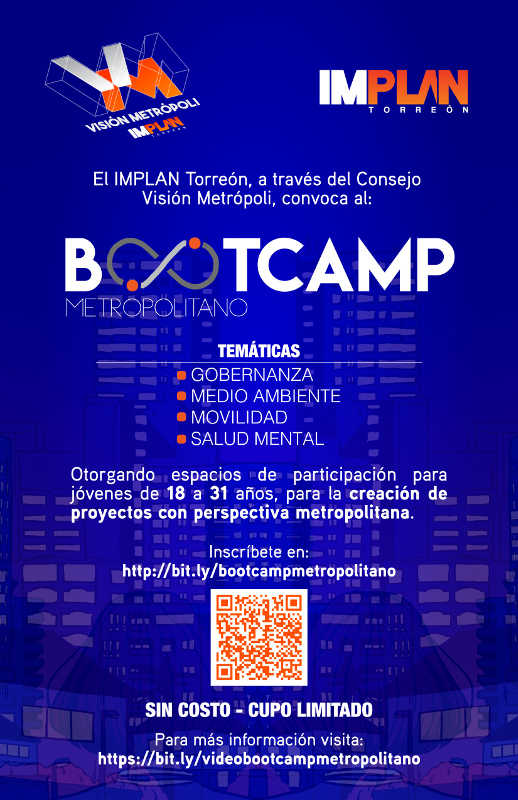 VM
VISIÓN METRÓPOLI
IMPLAN
TORREÓN
IMPLAN
TORREÓN
El IMPLAN Torreón, a través del Consejo
Visión Metrópoli, convoca al:
BOOTCAMP
METROPOLITANO
TEMÁTICAS
GOBERNANZA
MEDIO AMBIENTE
MOVILIDAD
SALUD MENTAL
Otorgando espacios de participación para
jóvenes de 18 a 31 años, para la creación de
proyectos con perspectiva metropolitana.
Inscríbete en:
http://bit.ly/bootcampmetropolitano
SIN COSTO - CUPO LIMITADO
Para más información visita:
https://bit.ly/videobootcampmetropolitano